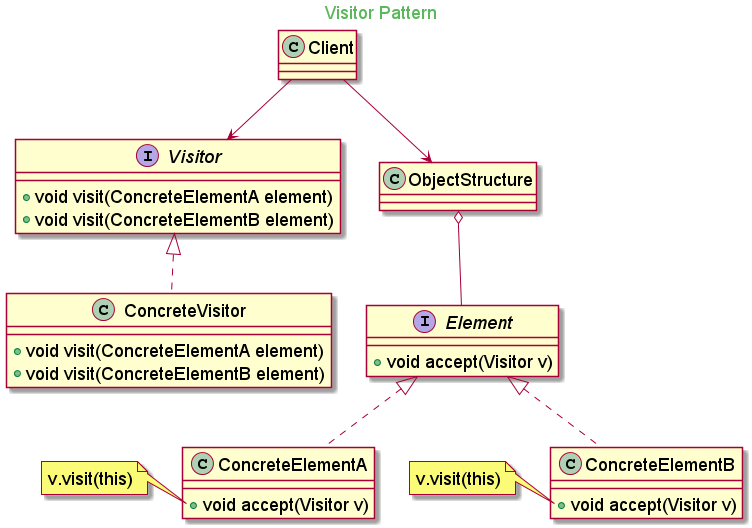 Visitor Pattern
C Client
I Visitor
void visit(ConcreteElementA element)
void visit(ConcreteElementB element)
C ObjectStructure
C ConcreteVisitor
void visit(ConcreteElementA element)
void visit(ConcreteElementB element)
I Element
void accept(Visitor v)
v.visit(this)
C ConcreteElementA
void accept(Visitor v)
v.visit(this)
C ConcreteElementB
void accept(Visitor v)